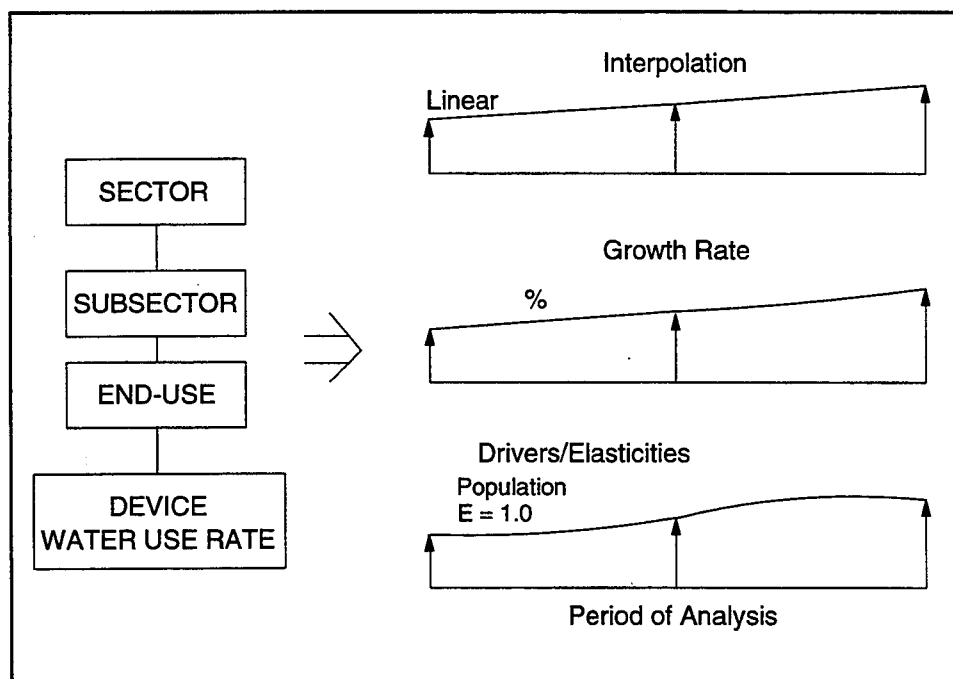 SECTOR
SUBSECTOR
END-USE
DEVICE
WATER USE RATE
Interpolation
Linear
Growth Rate
%
Drivers/Elasticities
Population
E = 1.0
Period of Analysis